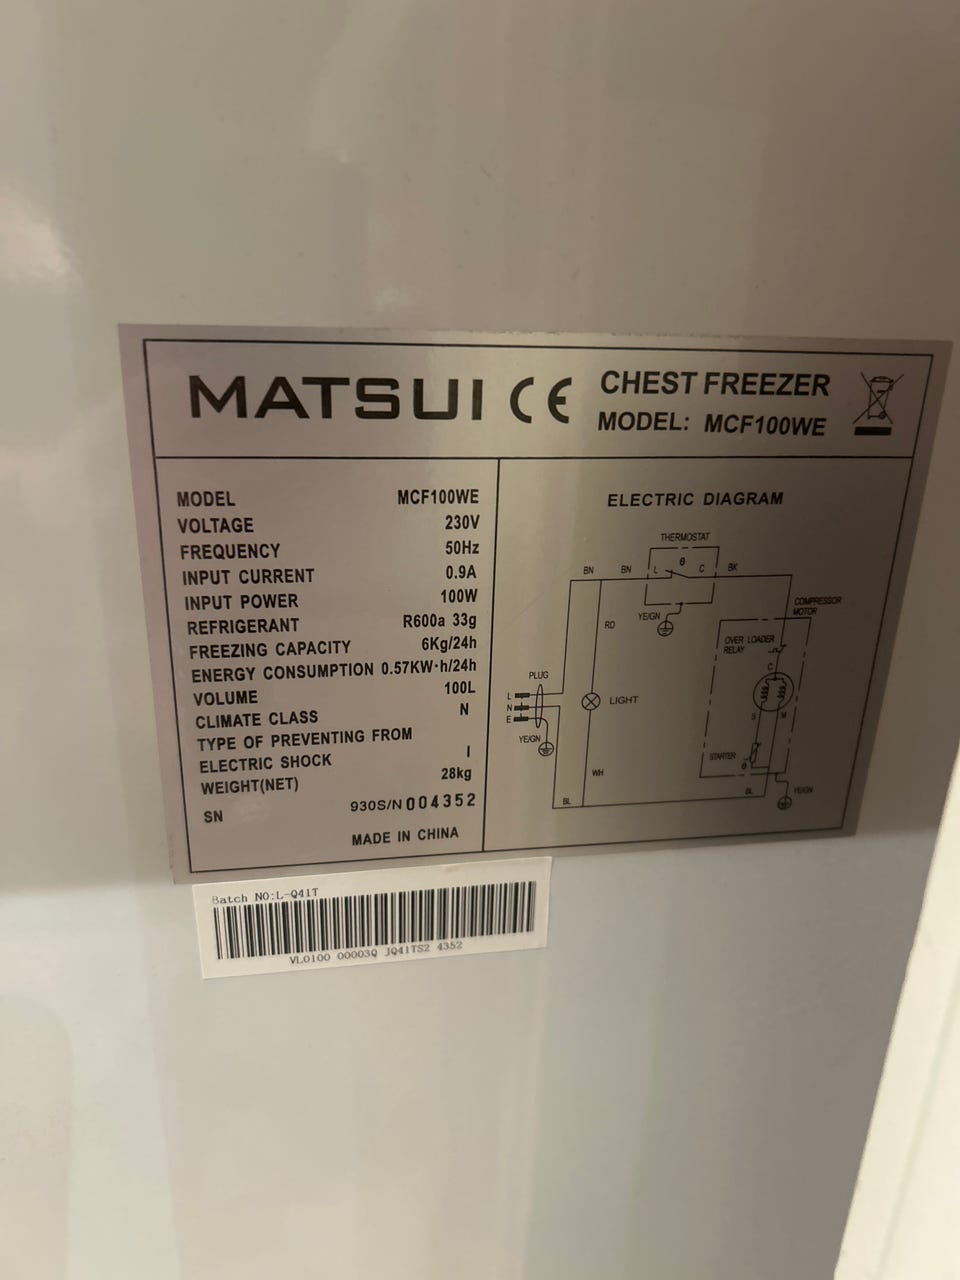 MATSUI CE
CHEST FREEZER
MODEL: MCF100WE
MODEL MCF100WE
VOLTAGE 230V
FREQUENCY 50Hz
INPUT CURRENT 0.9A
INPUT POWER 100W
REFRIGERANT R600a 33g
FREEZING CAPACITY 6Kg/24h
ENERGY CONSUMPTION 0.57KW·h/24h
VOLUME 100L
CLIMATE CLASS N
TYPE OF PREVENTING FROM
ELECTRIC SHOCK I
WEIGHT(NET) 28kg
SN 930S/N 004352
MADE IN CHINA
ELECTRIC DIAGRAM
THERMOSTAT
θ
BN BN L C BK
YE/GN
COMPRESSOR
MOTOR
RD
OVER LOADER
RELAY
C
PLUG
L
N
E
LIGHT
S M
YE/GN
STARTER
θ
WH
BL
BL
YE/GN
Batch NO:L-Q41T
VL0100 00003Q JQ41TS2 4352